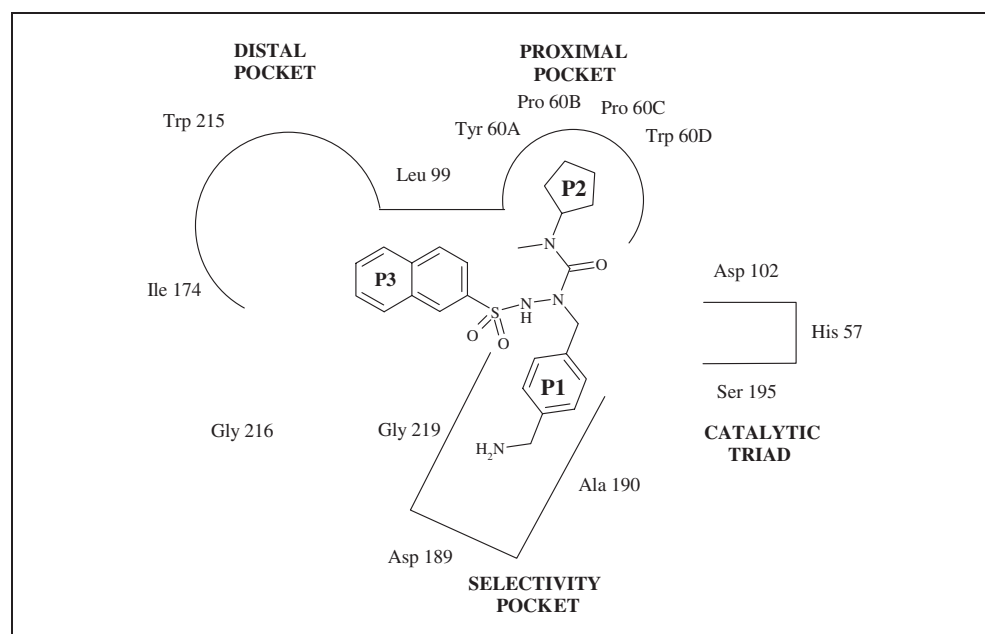 DISTAL
POCKET
PROXIMAL
POCKET
Pro 60B
Pro 60C
Trp 215
Tyr 60A
Trp 60D
Leu 99
P2
N
P3
O
Asp 102
Ile 174
S
NH
N
O
O
His 57
P1
Ser 195
Gly 216
Gly 219
H2N
CATALYTIC
TRIAD
Ala 190
Asp 189
SELECTIVITY
POCKET